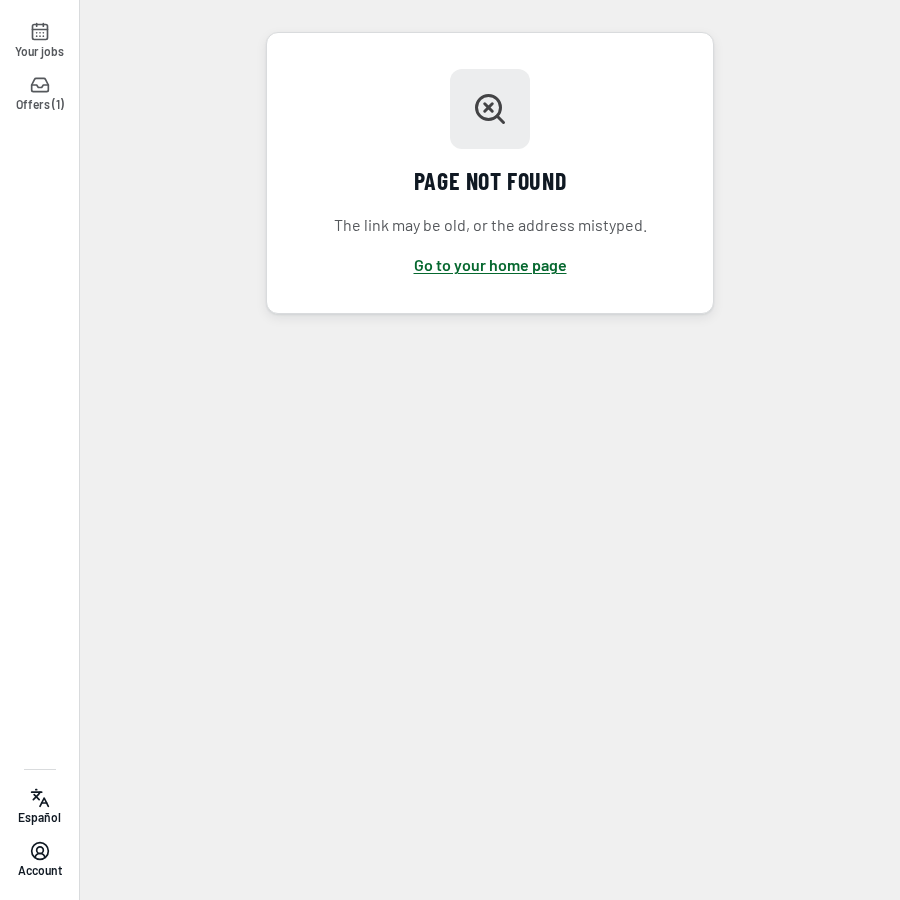 Your jobs
Offers (1)
PAGE NOT FOUND
The link may be old, or the address mistyped.
Go to your home page
Español
Account